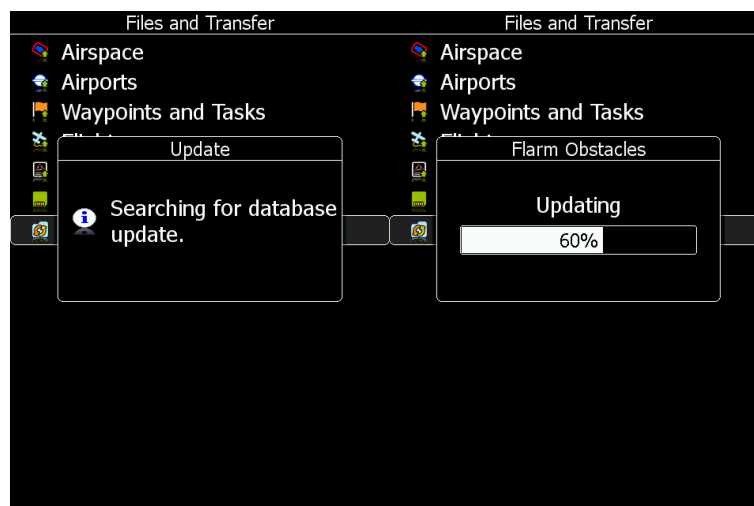 Files and Transfer
Airspace
Airports
Waypoints and Tasks
Update
Searching for database
update.
Files and Transfer
Airspace
Airports
Waypoints and Tasks
Flarm Obstacles
Updating
60%